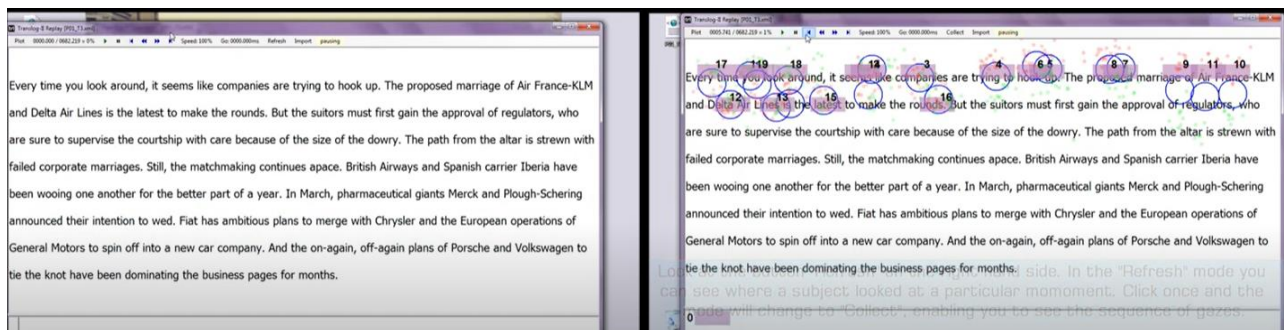 Translog-II Replay [P01_T3.xml]
Plot 0000.000 / 0682.219 = 0% Speed: 100% Go: 0000.000ms Refresh Import pausing
Every time you look around, it seems like companies are trying to hook up. The proposed marriage of Air France-KLM
and Delta Air Lines is the latest to make the rounds. But the suitors must first gain the approval of regulators, who
are sure to supervise the courtship with care because of the size of the dowry. The path from the altar is strewn with
failed corporate marriages. Still, the matchmaking continues apace. British Airways and Spanish carrier Iberia have
been wooing one another for the better part of a year. In March, pharmaceutical giants Merck and Plough-Schering
announced their intention to wed. Fiat has ambitious plans to merge with Chrysler and the European operations of
General Motors to spin off into a new car company. And the on-again, off-again plans of Porsche and Volkswagen to
tie the knot have been dominating the business pages for months.
Translog-II Replay [P01_T3.xml]
Plot 0005.741 / 0682.219 = 1% Speed: 100% Go: 0000.000ms Collect Import pausing
17 119 18 3 4 8 7 9 11 10
Every time you look around, it seems like companies are trying to hook up. The proposed marriage of Air France-KLM
12 13 15 16
and Delta Air Lines is the latest to make the rounds. But the suitors must first gain the approval of regulators, who
are sure to supervise the courtship with care because of the size of the dowry. The path from the altar is strewn with
failed corporate marriages. Still, the matchmaking continues apace. British Airways and Spanish carrier Iberia have
been wooing one another for the better part of a year. In March, pharmaceutical giants Merck and Plough-Schering
announced their intention to wed. Fiat has ambitious plans to merge with Chrysler and the European operations of
General Motors to spin off into a new car company. And the on-again, off-again plans of Porsche and Volkswagen to
tie the knot have been dominating the business pages for months.
side. In the "Refresh" mode you
can see where a subject looked at a particular momoment. Click once and the
mode will change to "Collect", enabling you to see the sequence of gazes.
0